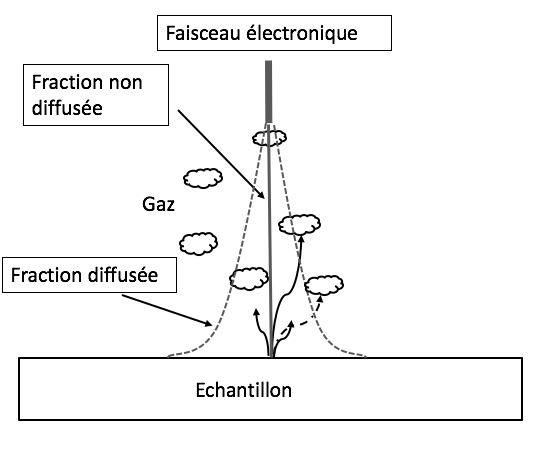 Faisceau électronique
Fraction non
diffusée
Gaz
Fraction diffusée
Echantillon